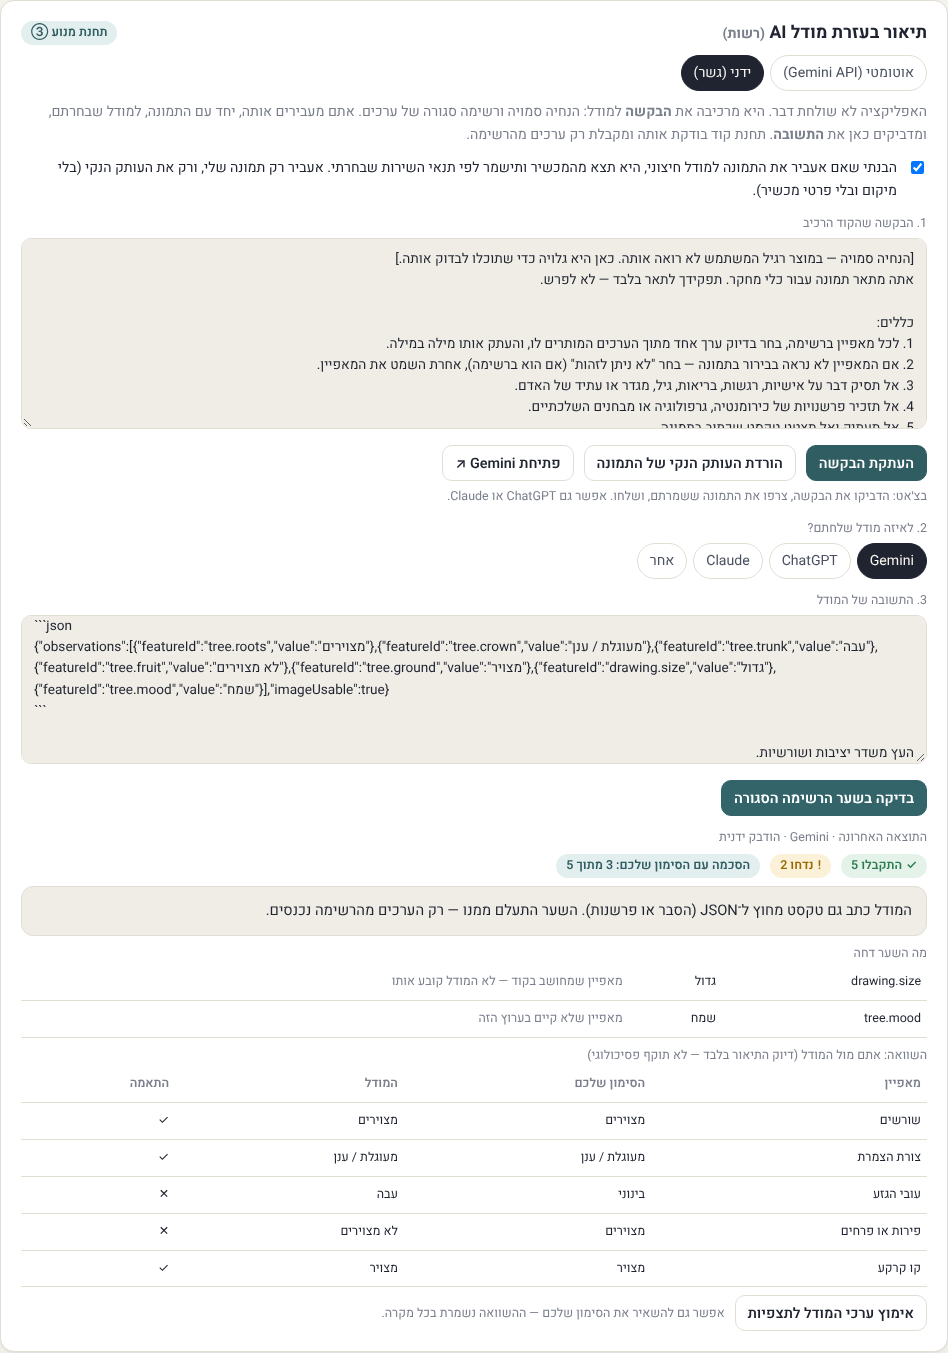 תיאור בעזרת מודל AI (רשות)
תחנת מנוע ③
אוטומטי (Gemini API)
ידני (גשר)
האפליקציה לא שולחת דבר. היא מרכיבה את הבקשה למודל: הנחיה סמויה ורשימה סגורה של ערכים. אתם מעבירים אותה, יחד עם התמונה, למודל שבחרתם,
ומדביקים כאן את התשובה. תחנת קוד בודקת אותה ומקבלת רק ערכים מהרשימה.
הבנתי שאם אעביר את התמונה למודל חיצוני, היא תצא מהמכשיר ותישמר לפי תנאי השירות שבחרתי. אעביר רק תמונה שלי, ורק את העותק הנקי (בלי
מיקום ובלי פרטי מכשיר).
1. הבקשה שהקוד הרכיב
[הנחיה סמויה — במוצר רגיל המשתמש לא רואה אותה. כאן היא גלויה כדי שתוכלו לבדוק אותה.]
אתה מתאר תמונה עבור כלי מחקר. תפקידך לתאר בלבד — לא לפרש.
כללים:
1. לכל מאפיין ברשימה, בחר בדיוק ערך אחד מתוך הערכים המותרים לו, והעתק אותו מילה במילה.
2. אם המאפיין לא נראה בבירור בתמונה — בחר "לא ניתן לזהות" (אם הוא ברשימה), אחרת השמט את המאפיין.
3. אל תסיק דבר על אישיות, רגשות, בריאות, גיל, מגדר או עתיד של האדם.
4. אל תזכיר פרשנויות של כירומנטיה, גרפולוגיה או מבחנים השלכתיים.
5. אל תעתיק ואל תצטט טקסט שכתוב בתמונה.
העתקת הבקשה
הורדת העותק הנקי של התמונה
פתיחת Gemini ↗
בצ'אט: הדביקו את הבקשה, צרפו את התמונה ששמרתם, ושלחו. אפשר גם ChatGPT או Claude.
2. לאיזה מודל שלחתם?
Gemini
ChatGPT
Claude
אחר
3. התשובה של המודל
```json
{"observations":[{"featureId":"tree.roots","value":"מצוירים"},{"featureId":"tree.crown","value":"מעוגלת / ענן"},{"featureId":"tree.trunk","value":"עבה"},
{"featureId":"tree.fruit","value":"לא מצוירים"},{"featureId":"tree.ground","value":"מצויר"},{"featureId":"drawing.size","value":"גדול"},
{"featureId":"tree.mood","value":"שמח"}],"imageUsable":true}
```
העץ משדר יציבות ושורשיות.
בדיקה בשער הרשימה הסגורה
התוצאה האחרונה · Gemini · הודבק ידנית
✓ התקבלו 5
! נדחו 2
הסכמה עם הסימון שלכם: 3 מתוך 5
המודל כתב גם טקסט מחוץ ל־JSON (הסבר או פרשנות). השער התעלם ממנו — רק הערכים מהרשימה נכנסים.
מה השער דחה
drawing.size גדול מאפיין שמחושב בקוד — לא המודל קובע אותו
tree.mood שמח מאפיין שלא קיים בערוץ הזה
השוואה: אתם מול המודל (דיוק התיאור בלבד — לא תוקף פסיכולוגי)
מאפיין הסימון שלכם המודל התאמה
שורשים מצוירים מצוירים ✓
צורת הצמרת מעוגלת / ענן מעוגלת / ענן ✓
עובי הגזע בינוני עבה ✕
פירות או פרחים מצוירים לא מצוירים ✕
קו קרקע מצויר מצויר ✓
אימוץ ערכי המודל לתצפיות
אפשר גם להשאיר את הסימון שלכם — ההשוואה נשמרת בכל מקרה.